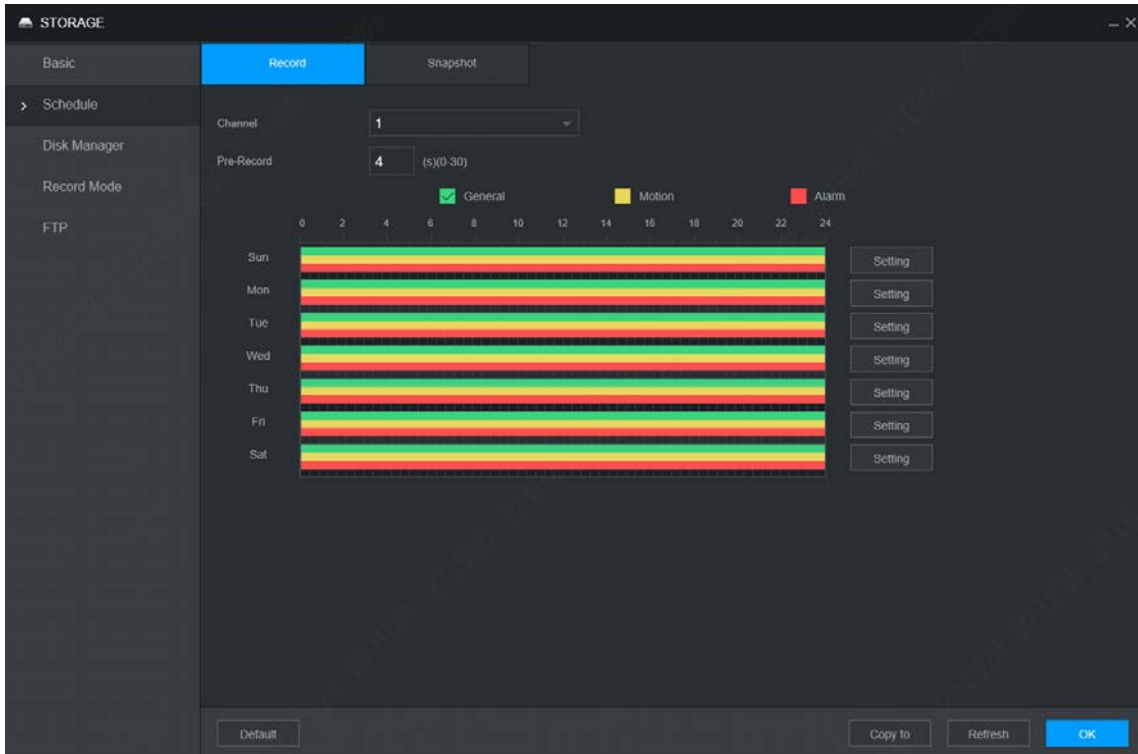 STORAGE
Basic
Schedule
Disk Manager
Record Mode
FTP
Record Snapshot
Channel 1
Pre-Record 4 (s)(0-30)
General Motion Alarm
0 2 4 6 8 10 12 14 16 18 20 22 24
Sun Setting
Mon Setting
Tue Setting
Wed Setting
Thu Setting
Fri Setting
Sat Setting
Default Copy to Refresh OK